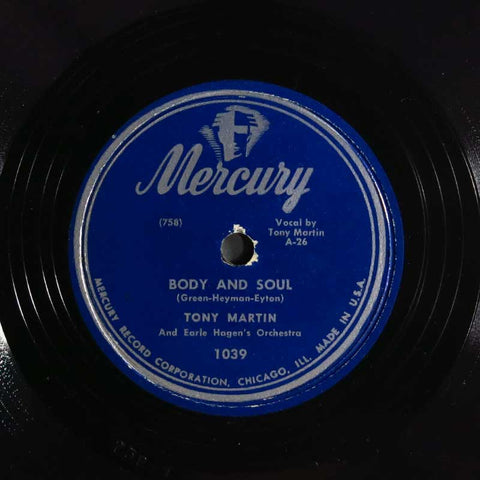 Mercury
(758)
Vocal by
Tony Martin
A-26
BODY AND SOUL
(Green-Heyman-Eyton)
TONY MARTIN
And Earle Hagen's Orchestra
1039
MERCURY RECORD CORPORATION, CHICAGO, ILL. MADE IN U.S.A.